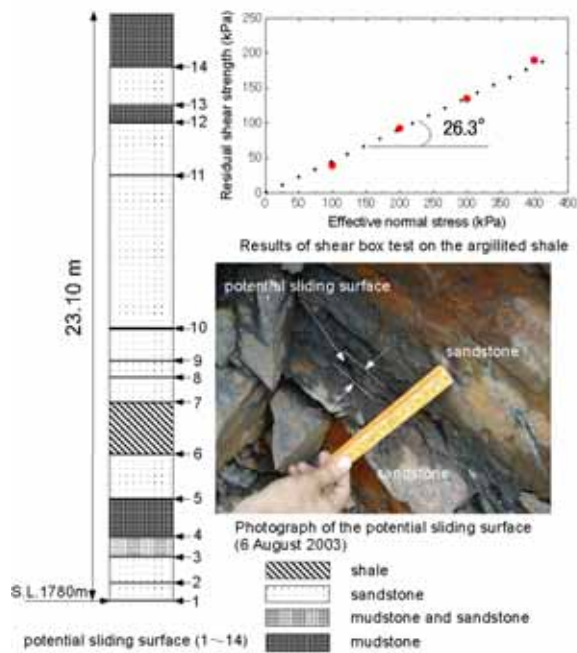 23.10 m
14
13
12
11
10
9
8
7
6
5
4
3
2
1
S.L.1780m
potential sliding surface (1～14)
Residual shear strength (kPa)
250
200
150
100
50
0
26.3°
0 50 100 150 200 250 300 350 400 450
Effective normal stress (kPa)
Results of shear box test on the argillited shale
potential sliding surface
sandstone
sandstone
Photograph of the potential sliding surface
(6 August 2003)
shale
sandstone
mudstone and sandstone
mudstone